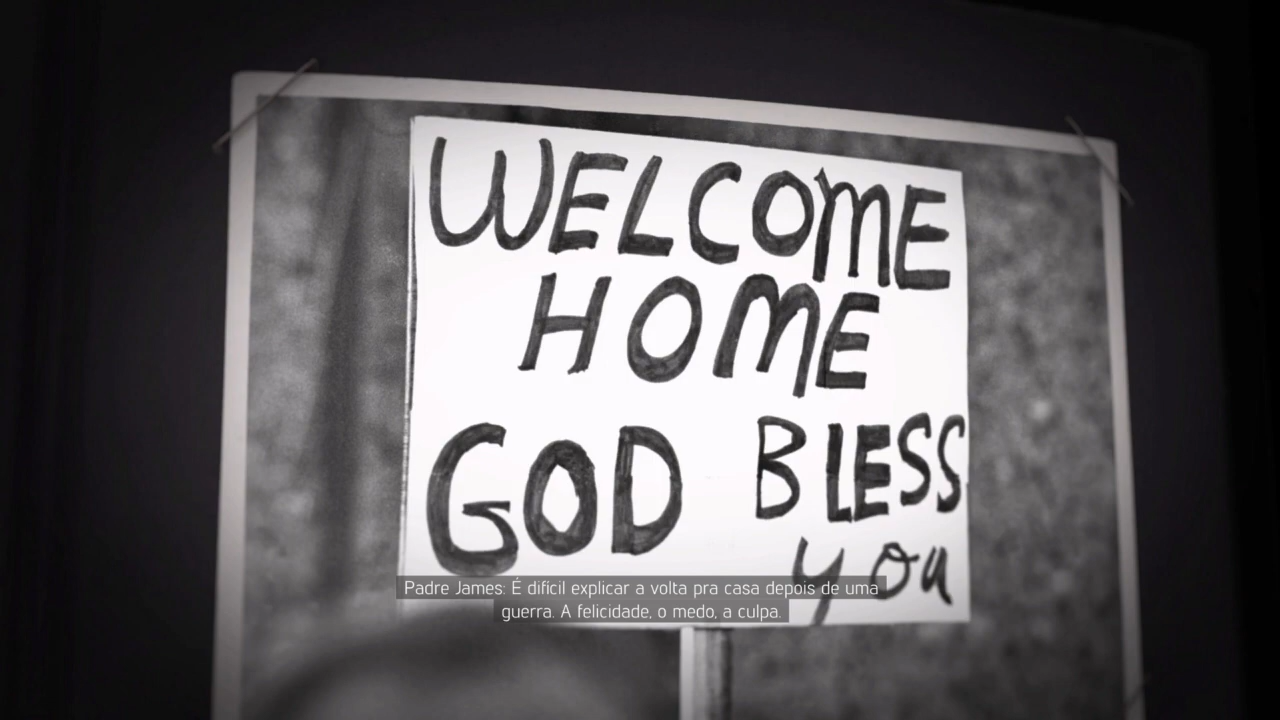 WELCOME
HOME
GOD BLESS
you
Padre James: É difícil explicar a volta pra casa depois de uma
guerra. A felicidade, o medo, a culpa.